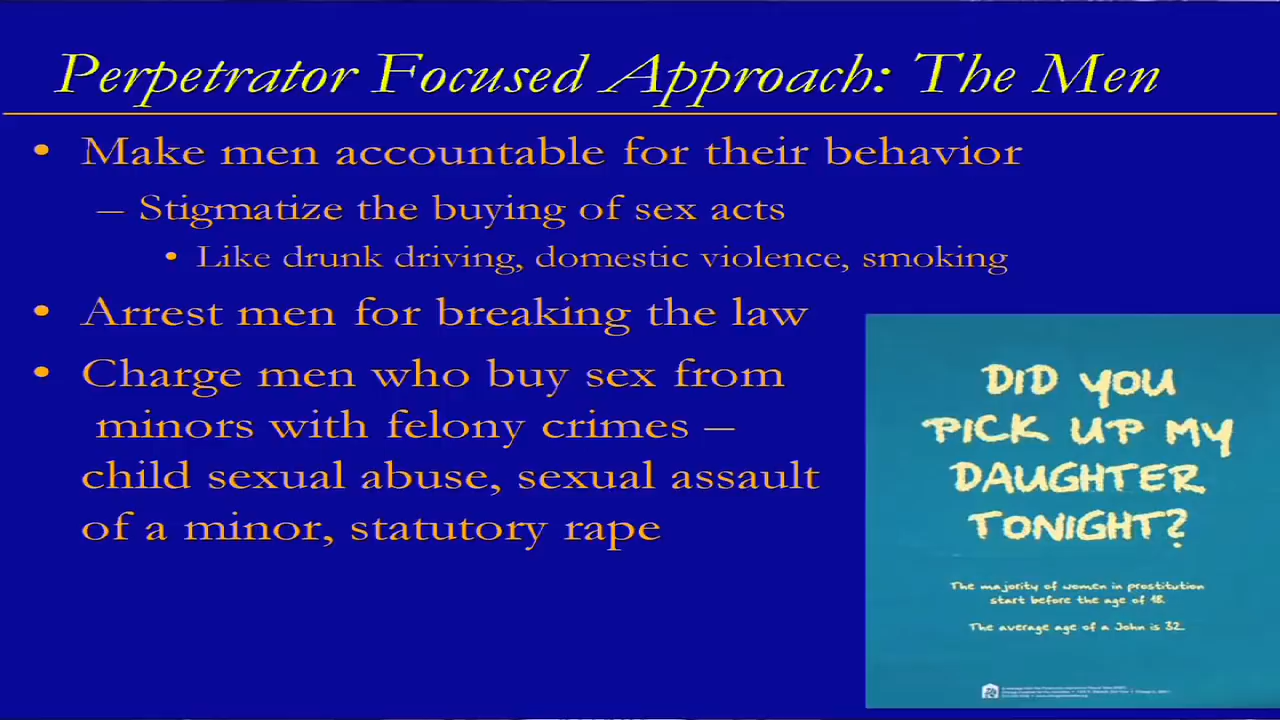 Perpetrator Focused Approach: The Men
• Make men accountable for their behavior
– Stigmatize the buying of sex acts
• Like drunk driving, domestic violence, smoking
• Arrest men for breaking the law
• Charge men who buy sex from
minors with felony crimes –
child sexual abuse, sexual assault
of a minor, statutory rape
DID YOU
PICK UP MY
DAUGHTER
TONIGHT?
The majority of women in prostitution
start before the age of 18.
The average age of a John is 32.